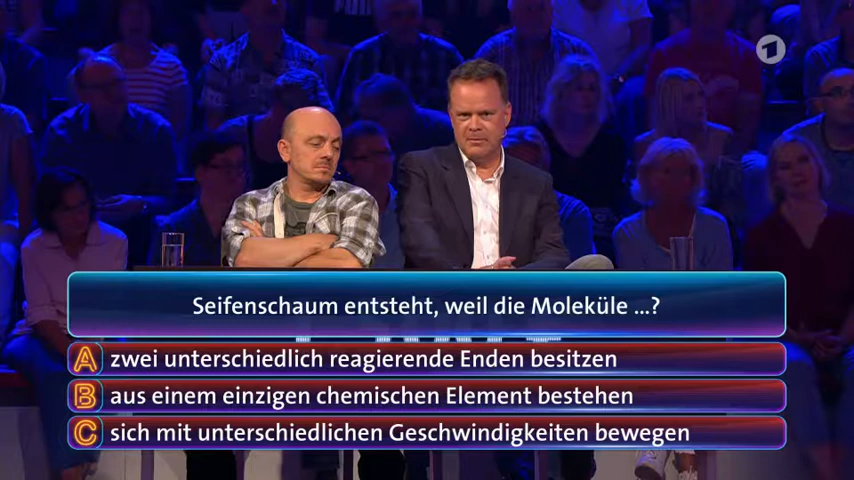 1
Seifenschaum entsteht, weil die Moleküle ...?
A zwei unterschiedlich reagierende Enden besitzen
B aus einem einzigen chemischen Element bestehen
C sich mit unterschiedlichen Geschwindigkeiten bewegen